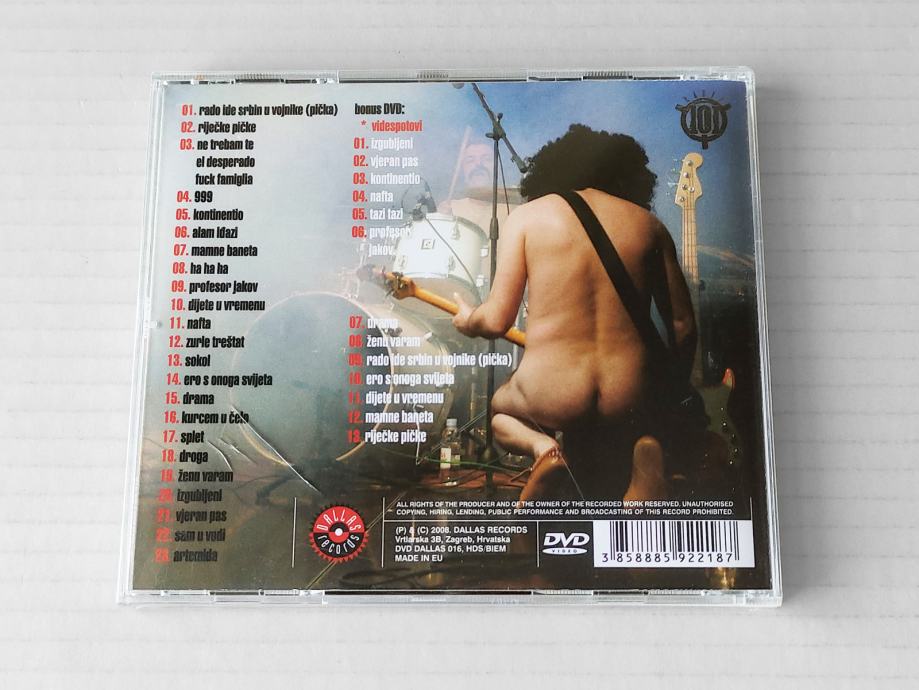 01. rado ide srbin u vojnike (pička)
02. riječke pičke
03. ne trebam te
el desperado
fuck famiglia
04. 999
05. kontinentio
06. alam iđazi
07. mamne baneta
08. ha ha ha
09. profesor jakov
10. dijete u vremenu
11. nafta
12. zurle treštat
13. sokol
14. ero s onoga svijeta
15. drama
16. kurcem u čelo
17. splet
18. droga
19. ženu varam
20. izgubljeni
21. vjeran pas
22. sam u vodi
23. artemida
bonus DVD:
* videspotovi
01. izgubljeni
02. vjeran pas
03. kontinentio
04. nafta
05. tazi tazi
06. profesor
jakov
07. drama
08. ženu varam
09. rado ide srbin u vojnike (pička)
10. ero s onoga svijeta
11. dijete u vremenu
12. mamne baneta
13. riječke pičke
101
DALLAS
records
ALL RIGHTS OF THE PRODUCER AND OF THE OWNER OF THE RECORDED WORK RESERVED. UNAUTHORISED
COPYING, HIRING, LENDING, PUBLIC PERFORMANCE AND BROADCASTING OF THIS RECORD PROHIBITED.
(P) & (C) 2008. DALLAS RECORDS
Vrtlarska 3B, Zagreb, Hrvatska
DVD DALLAS 016, HDS/BIEM
MADE IN EU
DVD
VIDEO
3 858885 922187